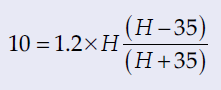 10 = 1.2 × H (H − 35) / (H + 35)